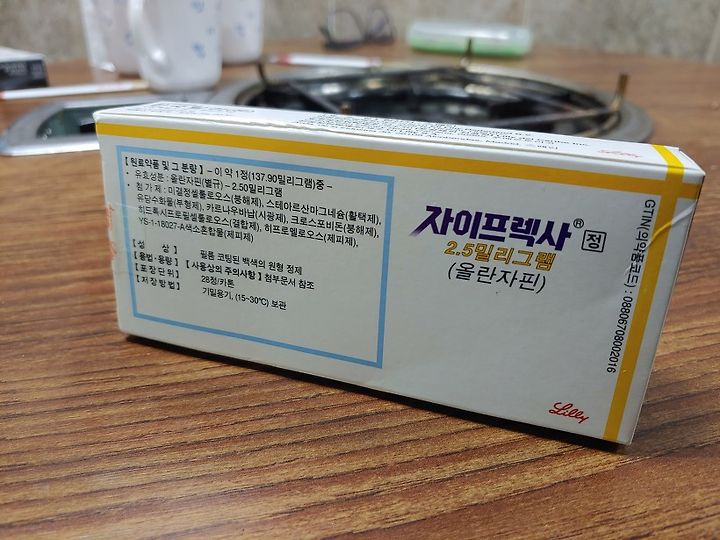 【원료약품 및 그 분량】 - 이 약 1정(137.90밀리그램)중 -
• 유효성분 : 올란자핀(별규) - 2.50밀리그램
• 첨 가 제 : 미결정셀룰로오스(붕해제), 스테아르산마그네슘(활택제),
유당수화물(부형제), 카르나우바납(시광제), 크로스포비돈(붕해제),
히드록시프로필셀룰로오스(결합제), 히프로멜로오스(제피제),
YS-1-18027-A색소혼합물(제피제)
【성 상】 필름 코팅된 백색의 원형 정제
【용법·용량】 【사용상의 주의사항】 첨부문서 참조
【포 장 단 위】 28정/카톤
【저 장 방 법】 기밀용기, (15~30℃) 보관
자이프렉사® 정
2.5밀리그램
(올란자핀)
Lilly
GTIN(의약품코드) : 08806708002016
Lilly